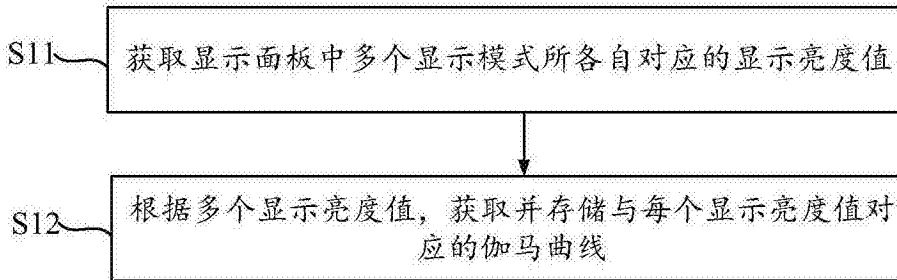 S11
获取显示面板中多个显示模式所各自对应的显示亮度值
S12
根据多个显示亮度值，获取并存储与每个显示亮度值对
应的伽马曲线